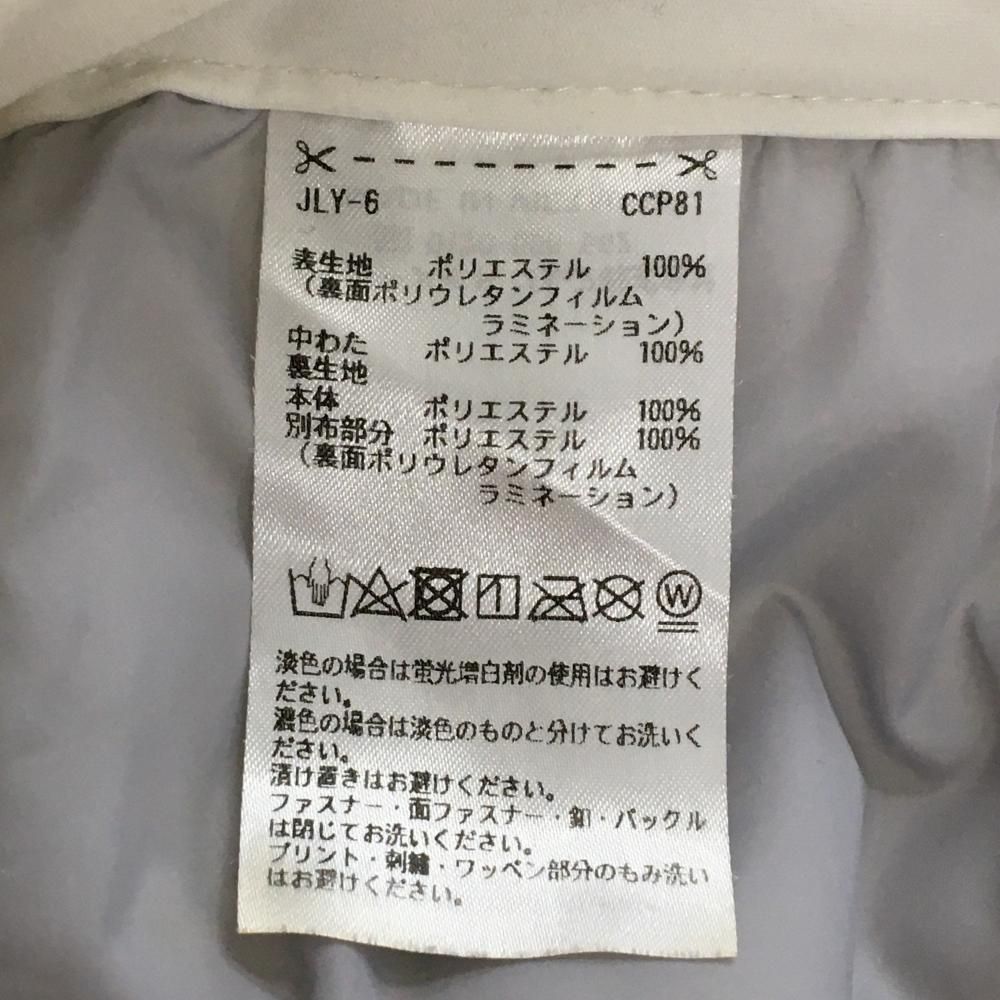 JLY-6 CCP81
表生地 ポリエステル 100%
(裏面ポリウレタンフィルム
ラミネーション)
中わた ポリエステル 100%
裏生地
本体 ポリエステル 100%
別布部分 ポリエステル 100%
(裏面ポリウレタンフィルム
ラミネーション)
W
淡色の場合は蛍光増白剤の使用はお避けく
ださい。
濃色の場合は淡色のものと分けてお洗いく
ださい。
漬け置きはお避けください。
ファスナー・面ファスナー・釦・バックル
は閉じてお洗いください。
プリント・刺繍・ワッペン部分のもみ洗い
はお避けください。